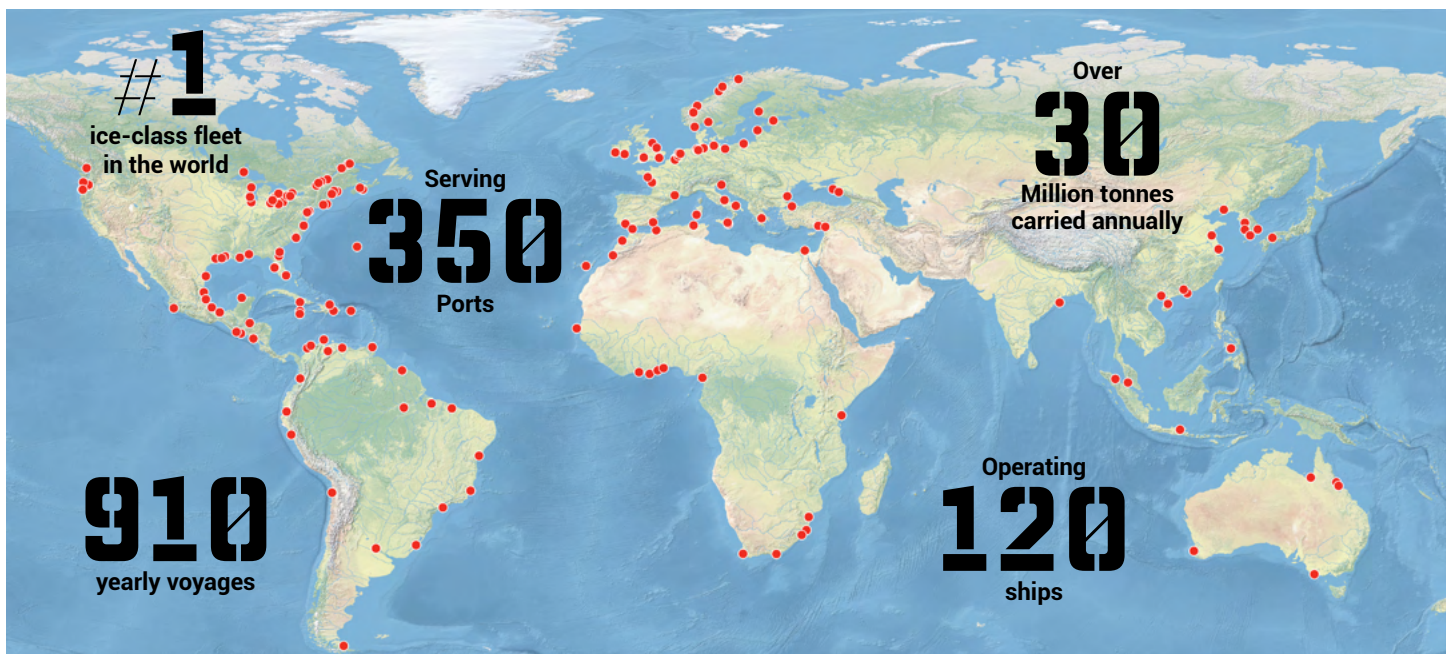 #1
ice-class fleet
in the world
Serving
350
Ports
Over
30
Million tonnes
carried annually
910
yearly voyages
Operating
120
ships